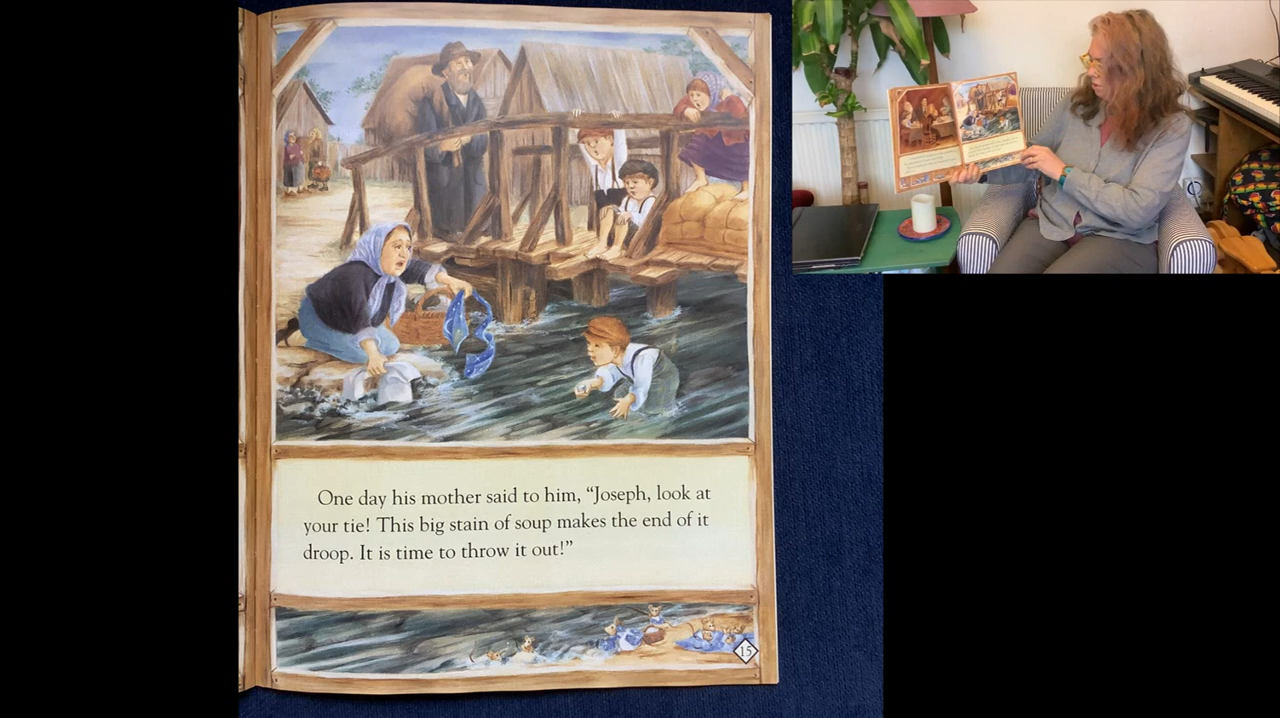 One day his mother said to him, “Joseph, look at
your tie! This big stain of soup makes the end of it
droop. It is time to throw it out!”
15